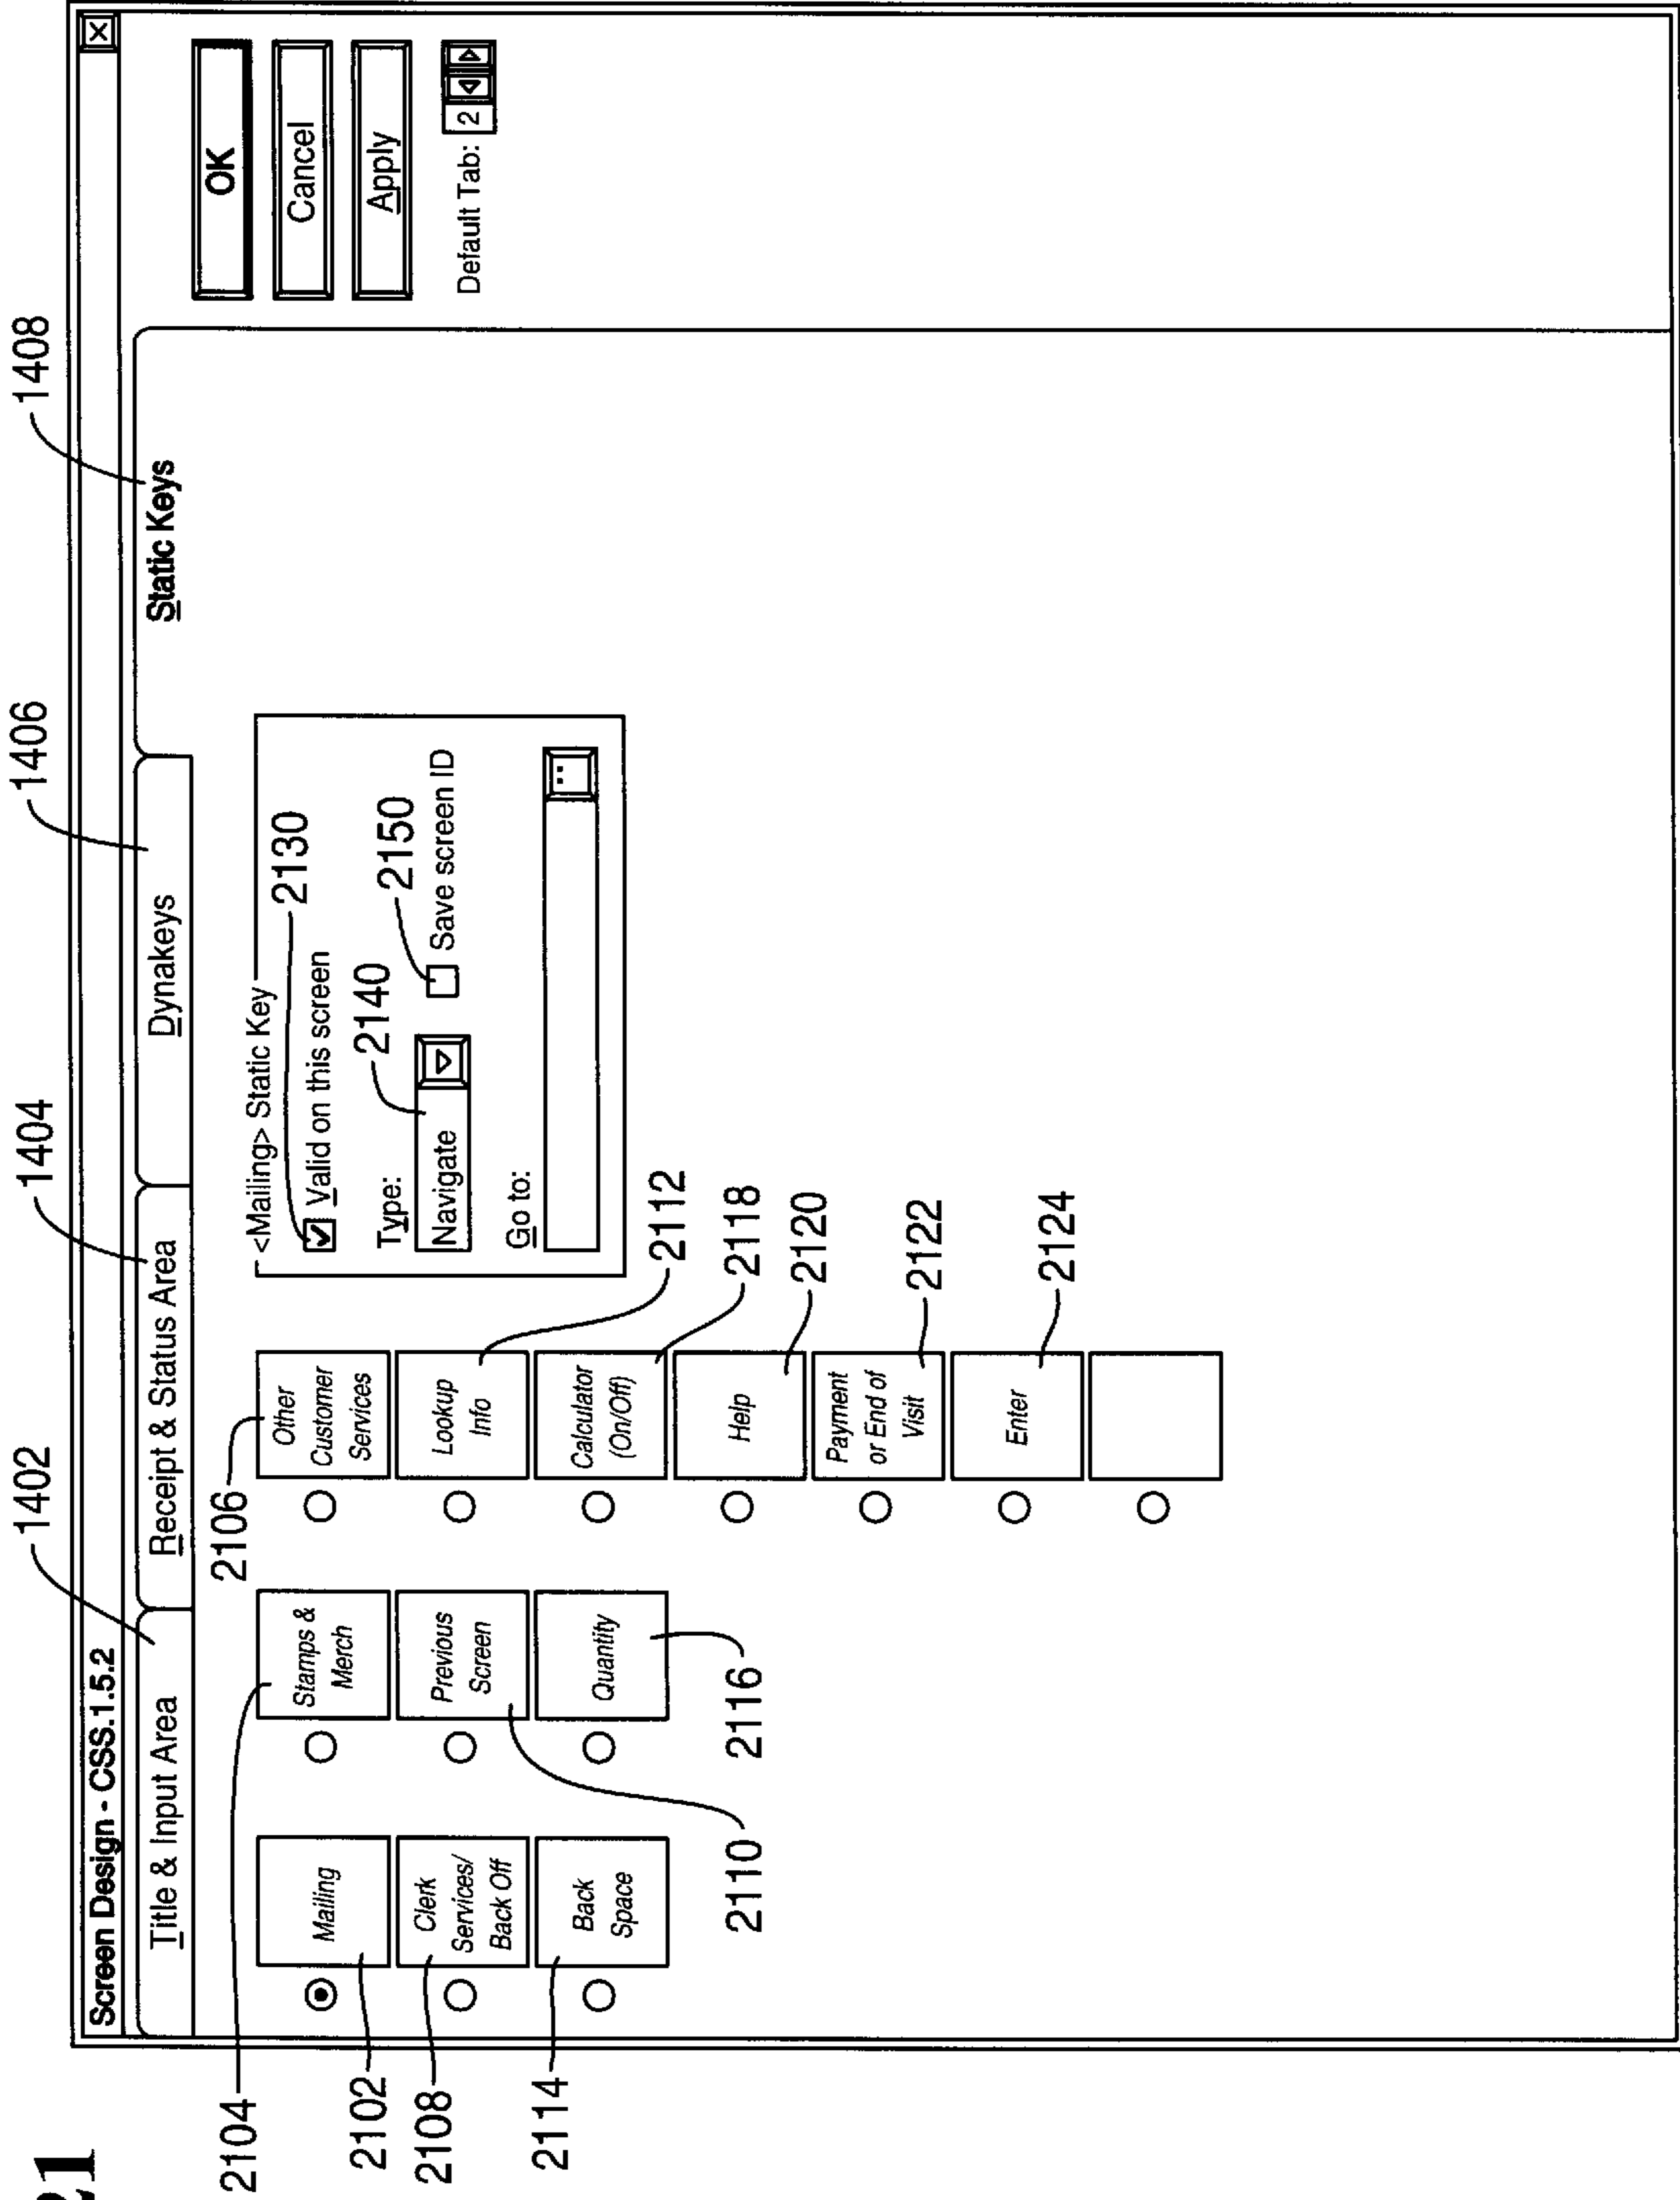 21
1402
1404
1406
1408
Screen Design - CSS.1.5.2
X
Title & Input Area
Receipt & Status Area
Dynakeys
Static Keys
OK
Cancel
Apply
Default Tab: 2
2104
2102
2108
2114
2106
Mailing
Stamps &
Merch
Other
Customer
Services
Clerk
Services/
Back Off
Previous
Screen
Lookup
Info
Back
Space
Quantity
Calculator
(On/Off)
Help
Payment
or End of
Visit
Enter
2110
2116
2112
2118
2120
2122
2124
<Mailing> Static Key
2130
Valid on this screen
2140
2150
Type:
Navigate
Save screen ID
Go to: